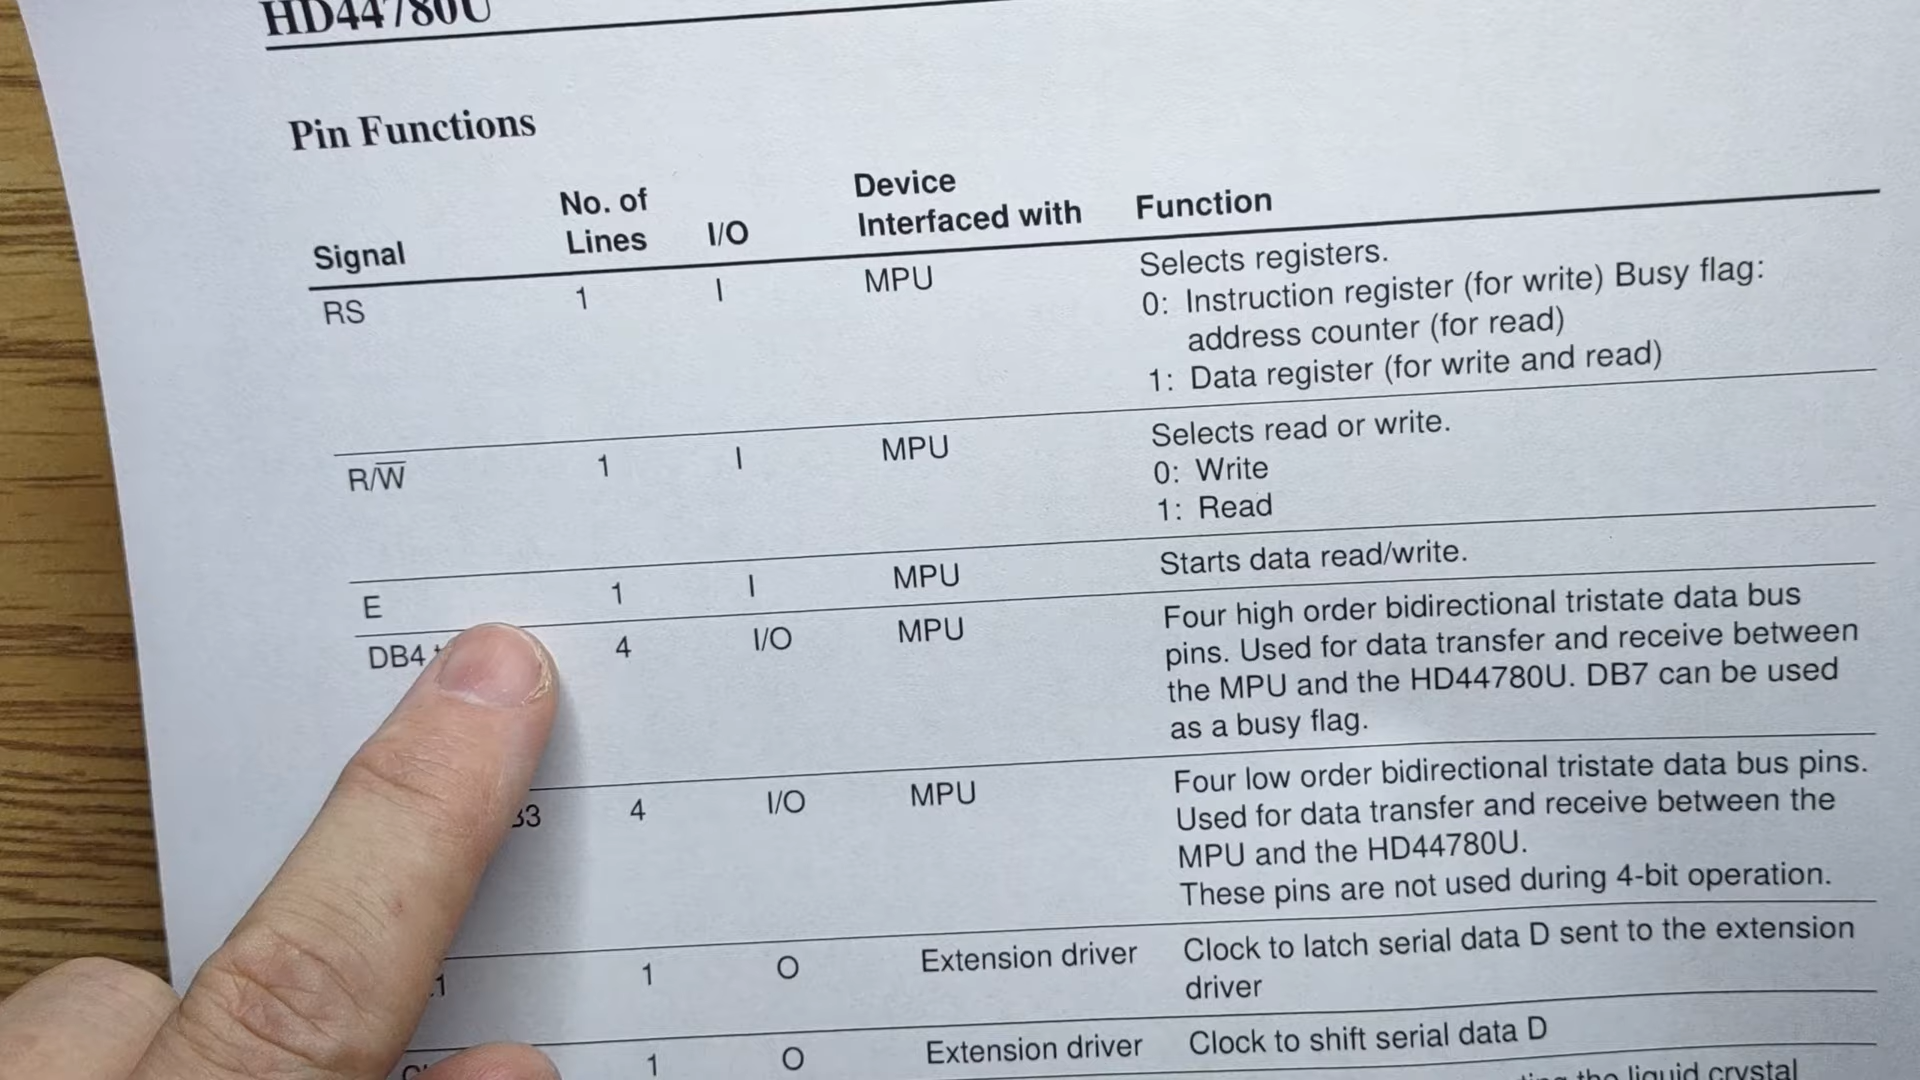 HD44780U
Pin Functions
Signal No. of Lines I/O Device Interfaced with Function
RS 1 I MPU Selects registers.
0: Instruction register (for write) Busy flag:
address counter (for read)
1: Data register (for write and read)
R/W̅ 1 I MPU Selects read or write.
0: Write
1: Read
E 1 I MPU Starts data read/write.
DB4 4 I/O MPU Four high order bidirectional tristate data bus
pins. Used for data transfer and receive between
the MPU and the HD44780U. DB7 can be used
as a busy flag.
4 I/O MPU Four low order bidirectional tristate data bus pins.
Used for data transfer and receive between the
MPU and the HD44780U.
These pins are not used during 4-bit operation.
1 O Extension driver Clock to latch serial data D sent to the extension
driver
1 O Extension driver Clock to shift serial data D
the liquid crystal